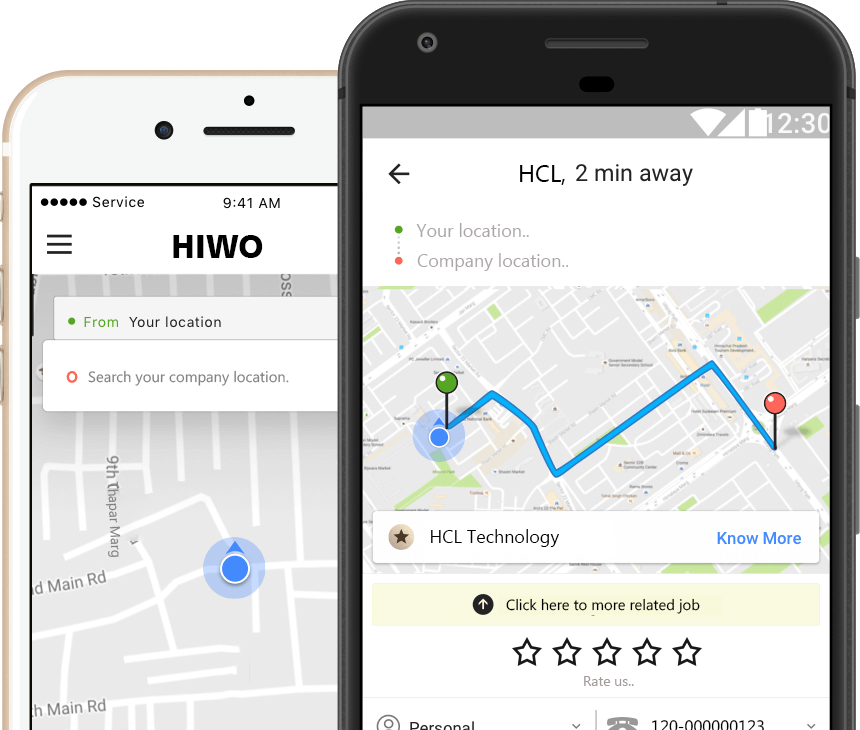 Service
9:41 AM
HIWO
From Your location
Search your company location.
9th Thapar Marg
nd Main Rd
th Main Rd
12:30
HCL, 2 min away
Your location..
Company location..
HCL Technology
Know More
Click here to more related job
Rate us..
Personal
120-000000123